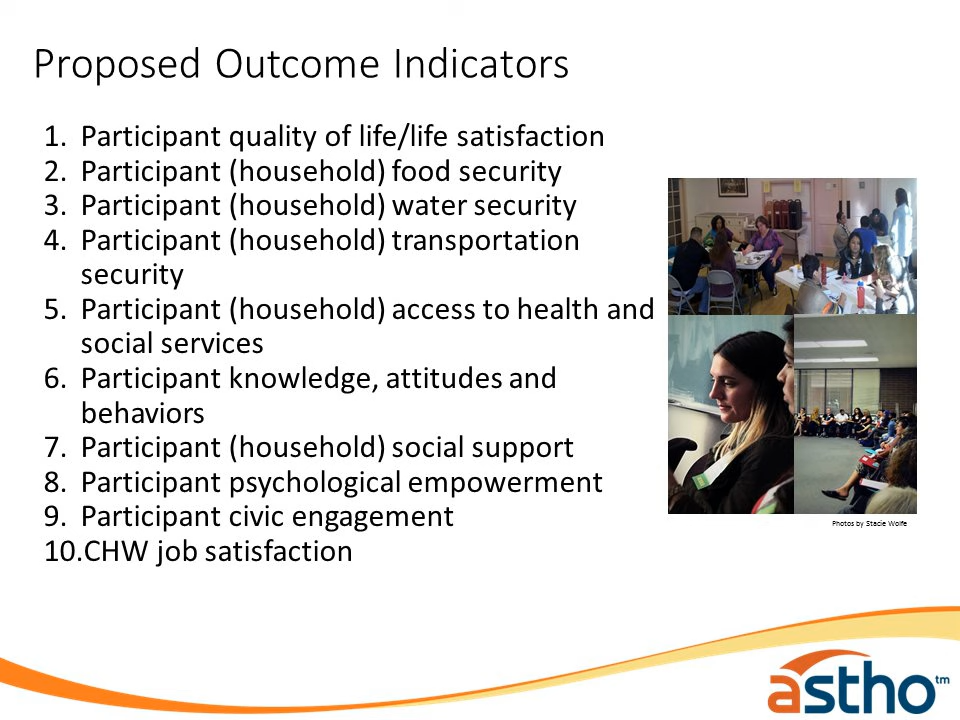 Proposed Outcome Indicators
1. Participant quality of life/life satisfaction
2. Participant (household) food security
3. Participant (household) water security
4. Participant (household) transportation
security
5. Participant (household) access to health and
social services
6. Participant knowledge, attitudes and
behaviors
7. Participant (household) social support
8. Participant psychological empowerment
9. Participant civic engagement
10.CHW job satisfaction
Photos by Stacie Wolfe
astho tm